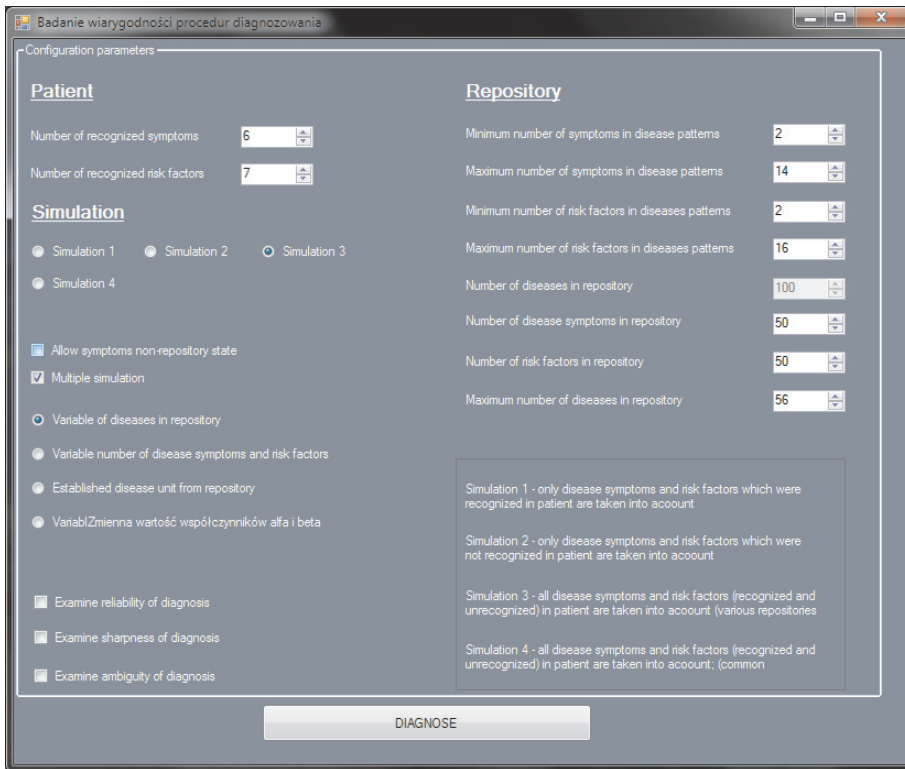 Badanie wiarygodności procedur diagnozowania
Configuration parameters
Patient
Number of recognized symptoms 6
Number of recognized risk factors 7
Simulation
Simulation 1 Simulation 2 Simulation 3
Simulation 4
Allow symptoms non-repository state
Multiple simulation
Variable of diseases in repository
Variable number of disease symptoms and risk factors
Established disease unit from repository
VariablZmienna wartość współczynników alfa i beta
Examine reliability of diagnosis
Examine sharpness of diagnosis
Examine ambiguity of diagnosis
Repository
Minimum number of symptoms in disease patterns 2
Maximum number of symptoms in disease patterns 14
Minimum number of risk factors in diseases patterns 2
Maximum number of risk factors in diseases patterns 16
Number of diseases in repository 100
Number of disease symptoms in repository 50
Number of risk factors in repository 50
Maximum number of diseases in repository 56
Simulation 1 - only disease symptoms and risk factors which were
recognized in patient are taken into acoount
Simulation 2 - only disease symptoms and risk factors which were
not recognized in patient are taken into acoount
Simulation 3 - all disease symptoms and risk factors (recognized and
unrecognized) in patient are taken into acoount (various repositories
Simulation 4 - all disease symptoms and risk factors (recognized and
unrecognized) in patient are taken into acoount; (common
DIAGNOSE